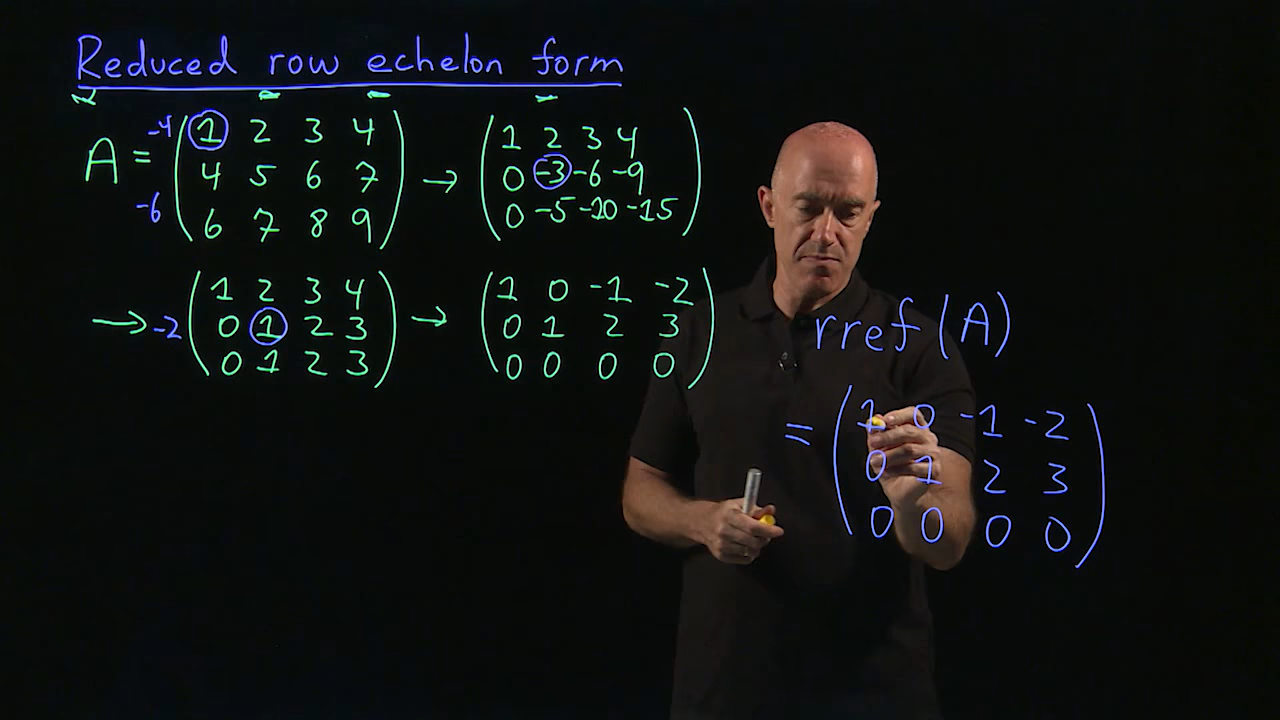 Reduced row echelon form
A = -4 (1 2 3 4) → (1 2 3 4)
4 5 6 7 0 -3 -6 -9
-6 6 7 8 9 0 -5 -10 -15
→ -2 (1 2 3 4) → (1 0 -1 -2)
0 1 2 3 0 1 2 3
0 1 2 3 0 0 0 0
rref(A)
= (1 0 -1 -2)
0 1 2 3
0 0 0 0